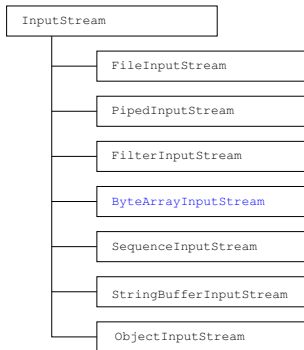 InputStream
FileInputStream
PipedInputStream
FilterInputStream
ByteArrayInputStream
SequenceInputStream
StringBufferInputStream
ObjectInputStream